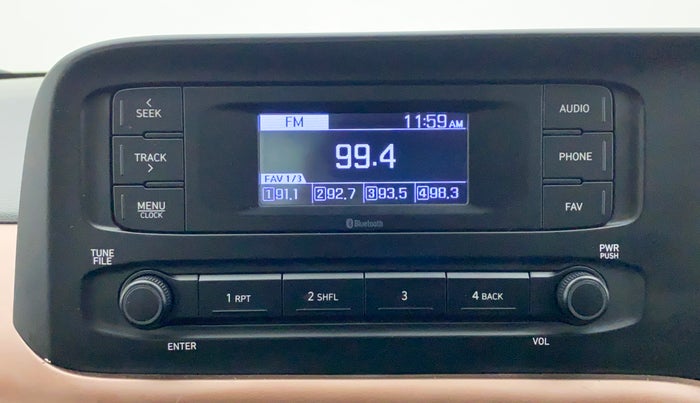 < SEEK
TRACK >
MENU
CLOCK
FM 11:59 AM
99.4
FAV 1/3
1 91.1 2 92.7 3 93.5 4 98.3
Bluetooth
AUDIO
PHONE
FAV
TUNE
FILE
PWR
PUSH
1 RPT
2 SHFL
3
4 BACK
ENTER
VOL